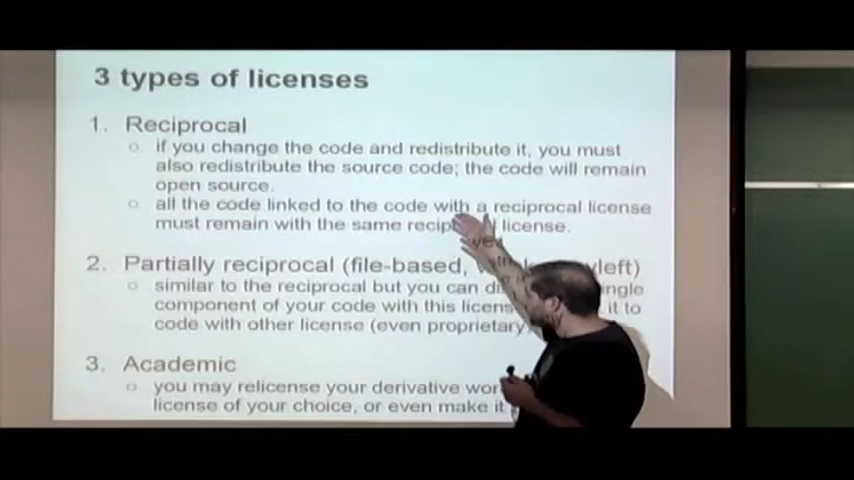 3 types of licenses
1. Reciprocal
○ if you change the code and redistribute it, you must
also redistribute the source code; the code will remain
open source.
○ all the code linked to the code with a reciprocal license
must remain with the same license.
2. Partially reciprocal (file-based,
○ similar to the reciprocal but you can
component of your code with this it to
code with other license (even proprietary
3. Academic
○ you may relicense your derivative
license of your choice, or even make it